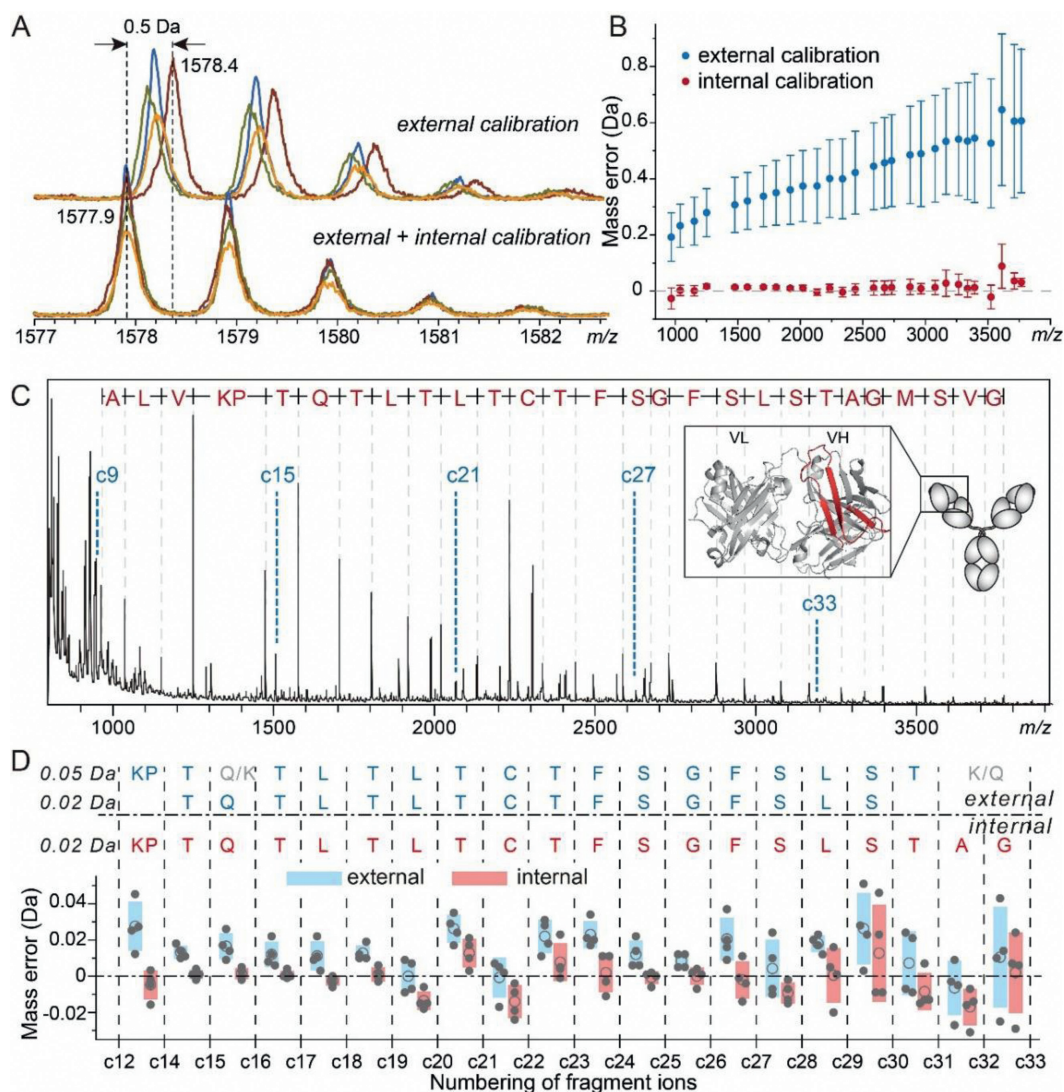 A
0.5 Da
1578.4
external calibration
1577.9
external + internal calibration
1577 1578 1579 1580 1581 1582 m/z
B
Mass error (Da)
0.8
0.6
0.4
0.2
0
external calibration
internal calibration
1000 1500 2000 2500 3000 3500 m/z
C
A L V KP T Q T L T L T C T F S G F S L S T A G M S V G
c9 c15 c21 c27 c33
VL VH
1000 1500 2000 2500 3000 3500 m/z
D
0.05 Da KP T Q/K T L T L T C T F S G F S L S T K/Q
0.02 Da T Q T L T L T C T F S G F S L S external
internal
0.02 Da KP T Q T L T L T C T F S G F S L S T A G
external internal
Mass error (Da)
0.04
0.02
0
-0.02
c12 c14 c15 c16 c17 c18 c19 c20 c21 c22 c23 c24 c25 c26 c27 c28 c29 c30 c31 c32 c33
Numbering of fragment ions